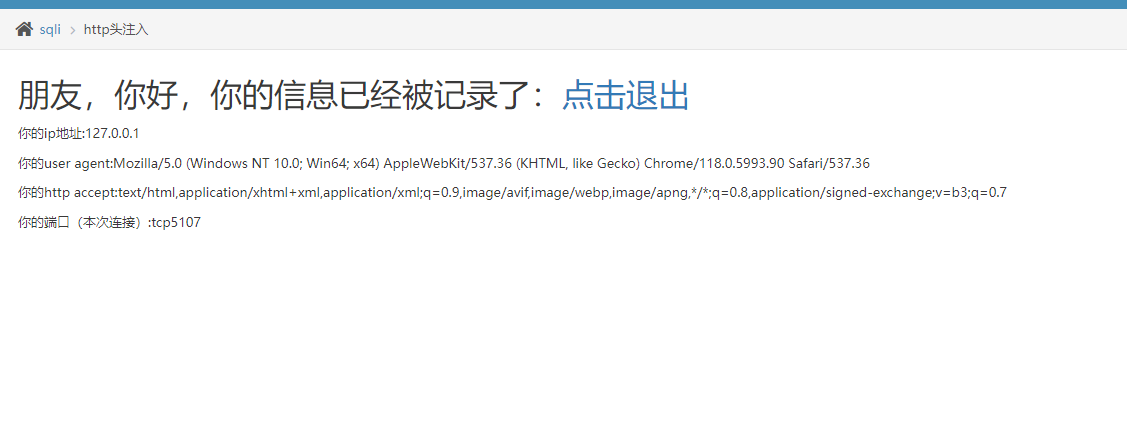 sqli > http头注入
朋友，你好，你的信息已经被记录了：点击退出
你的ip地址:127.0.0.1
你的user agent:Mozilla/5.0 (Windows NT 10.0; Win64; x64) AppleWebKit/537.36 (KHTML, like Gecko) Chrome/118.0.5993.90 Safari/537.36
你的http accept:text/html,application/xhtml+xml,application/xml;q=0.9,image/avif,image/webp,image/apng,*/*;q=0.8,application/signed-exchange;v=b3;q=0.7
你的端口（本次连接）:tcp5107